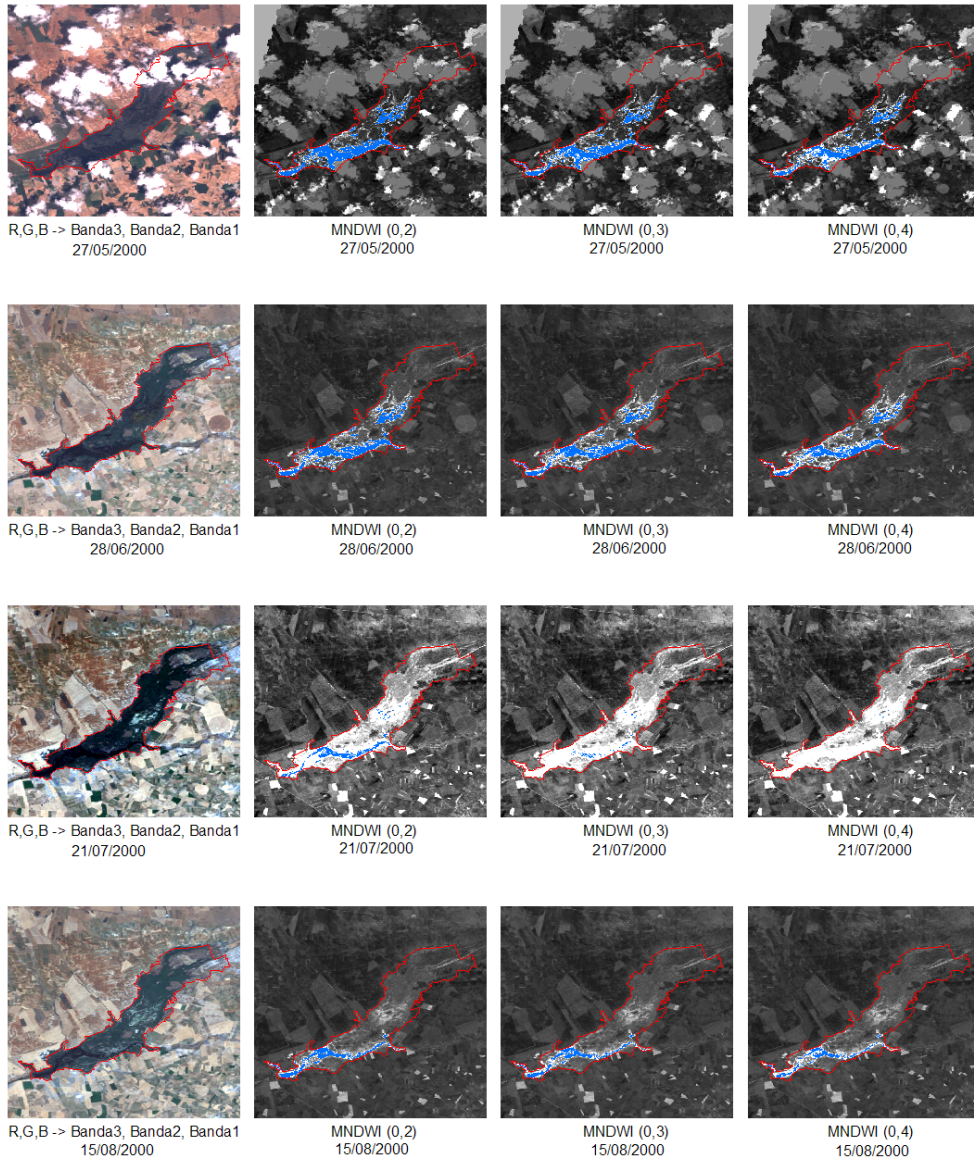 R,G,B -> Banda3, Banda2, Banda1
27/05/2000
MNDWI (0,2)
27/05/2000
MNDWI (0,3)
27/05/2000
MNDWI (0,4)
27/05/2000
R,G,B -> Banda3, Banda2, Banda1
28/06/2000
MNDWI (0,2)
28/06/2000
MNDWI (0,3)
28/06/2000
MNDWI (0,4)
28/06/2000
R,G,B -> Banda3, Banda2, Banda1
21/07/2000
MNDWI (0,2)
21/07/2000
MNDWI (0,3)
21/07/2000
MNDWI (0,4)
21/07/2000
R,G,B -> Banda3, Banda2, Banda1
15/08/2000
MNDWI (0,2)
15/08/2000
MNDWI (0,3)
15/08/2000
MNDWI (0,4)
15/08/2000